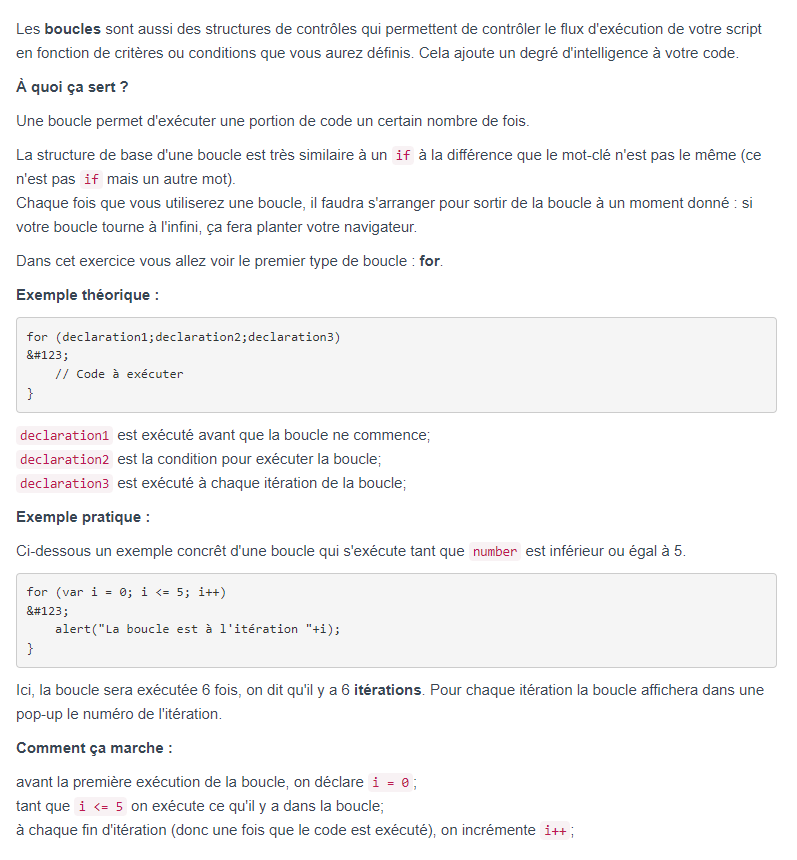 Les boucles sont aussi des structures de contrôles qui permettent de contrôler le flux d'exécution de votre script
en fonction de critères ou conditions que vous aurez définis. Cela ajoute un degré d'intelligence à votre code.
À quoi ça sert ?
Une boucle permet d'exécuter une portion de code un certain nombre de fois.
La structure de base d'une boucle est très similaire à un if à la différence que le mot-clé n'est pas le même (ce
n'est pas if mais un autre mot).
Chaque fois que vous utiliserez une boucle, il faudra s'arranger pour sortir de la boucle à un moment donné : si
votre boucle tourne à l'infini, ça fera planter votre navigateur.
Dans cet exercice vous allez voir le premier type de boucle : for.
Exemple théorique :
for (declaration1;declaration2;declaration3)
&#123;
    // Code à exécuter
}
declaration1 est exécuté avant que la boucle ne commence;
declaration2 est la condition pour exécuter la boucle;
declaration3 est exécuté à chaque itération de la boucle;
Exemple pratique :
Ci-dessous un exemple concrêt d'une boucle qui s'exécute tant que number est inférieur ou égal à 5.
for (var i = 0; i <= 5; i++)
&#123;
    alert("La boucle est à l'itération "+i);
}
Ici, la boucle sera exécutée 6 fois, on dit qu'il y a 6 itérations. Pour chaque itération la boucle affichera dans une
pop-up le numéro de l'itération.
Comment ça marche :
avant la première exécution de la boucle, on déclare i = 0 ;
tant que i <= 5 on exécute ce qu'il y a dans la boucle;
à chaque fin d'itération (donc une fois que le code est exécuté), on incrémente i++ ;